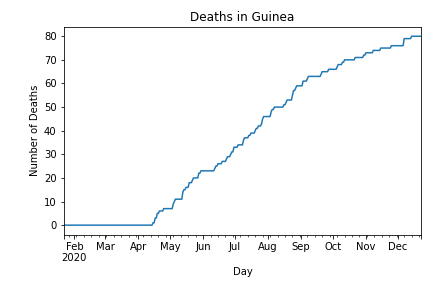 Deaths in Guinea
Number of Deaths
80
70
60
50
40
30
20
10
0
Feb Mar Apr May Jun Jul Aug Sep Oct Nov Dec
2020
Day